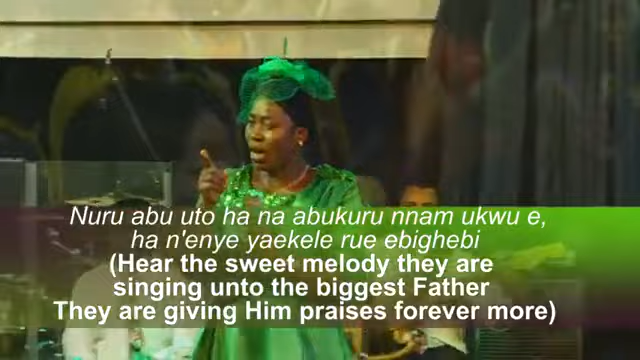 Nuru abu uto ha na abukuru nnam ukwu e,
ha n'enye yaekele rue ebighebi
(Hear the sweet melody they are
singing unto the biggest Father
They are giving Him praises forever more)